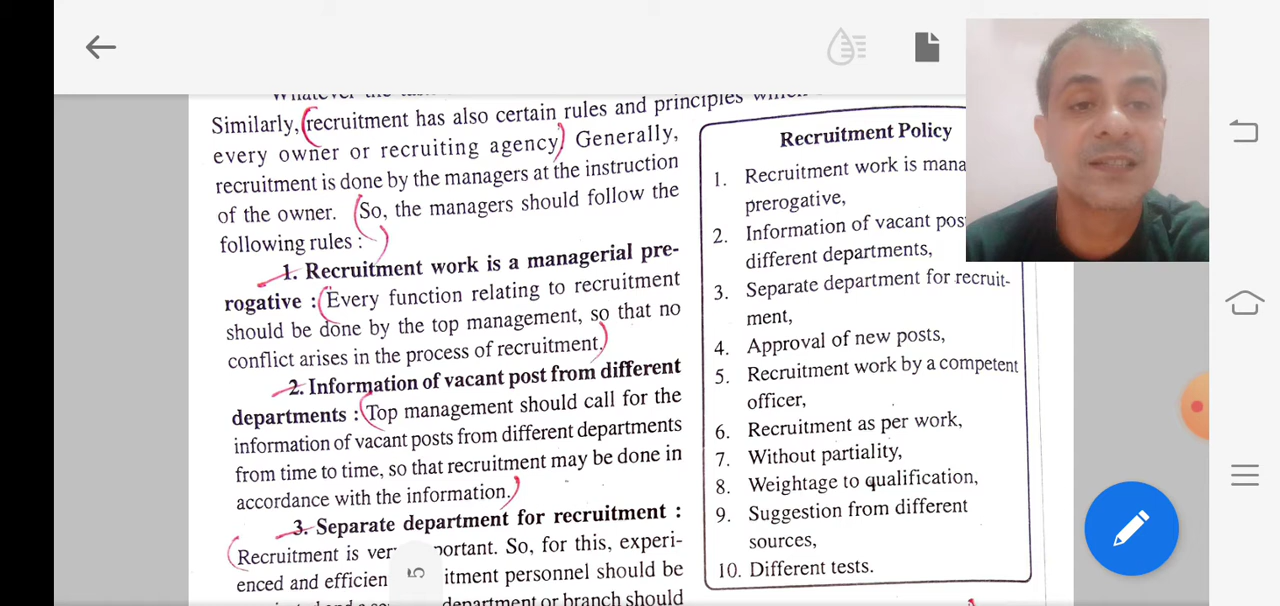 Similarly, recruitment has also certain rules and principles
every owner or recruiting agency. Generally,
recruitment is done by the managers at the instruction
of the owner. So, the managers should follow the
following rules :
1. Recruitment work is a managerial pre-
rogative : Every function relating to recruitment
should be done by the top management, so that no
conflict arises in the process of recruitment.
2. Information of vacant post from different
departments : Top management should call for the
information of vacant posts from different departments
from time to time, so that recruitment may be done in
accordance with the information.
3. Separate department for recruitment :
Recruitment is ver portant. So, for this, experi-
enced and efficien itment personnel should be
department or branch should
5
Recruitment Policy
1. Recruitment work is mana
prerogative,
2. Information of vacant pos
different departments,
3. Separate department for recruit-
ment,
4. Approval of new posts,
5. Recruitment work by a competent
officer,
6. Recruitment as per work,
7. Without partiality,
8. Weightage to qualification,
9. Suggestion from different
sources,
10. Different tests.